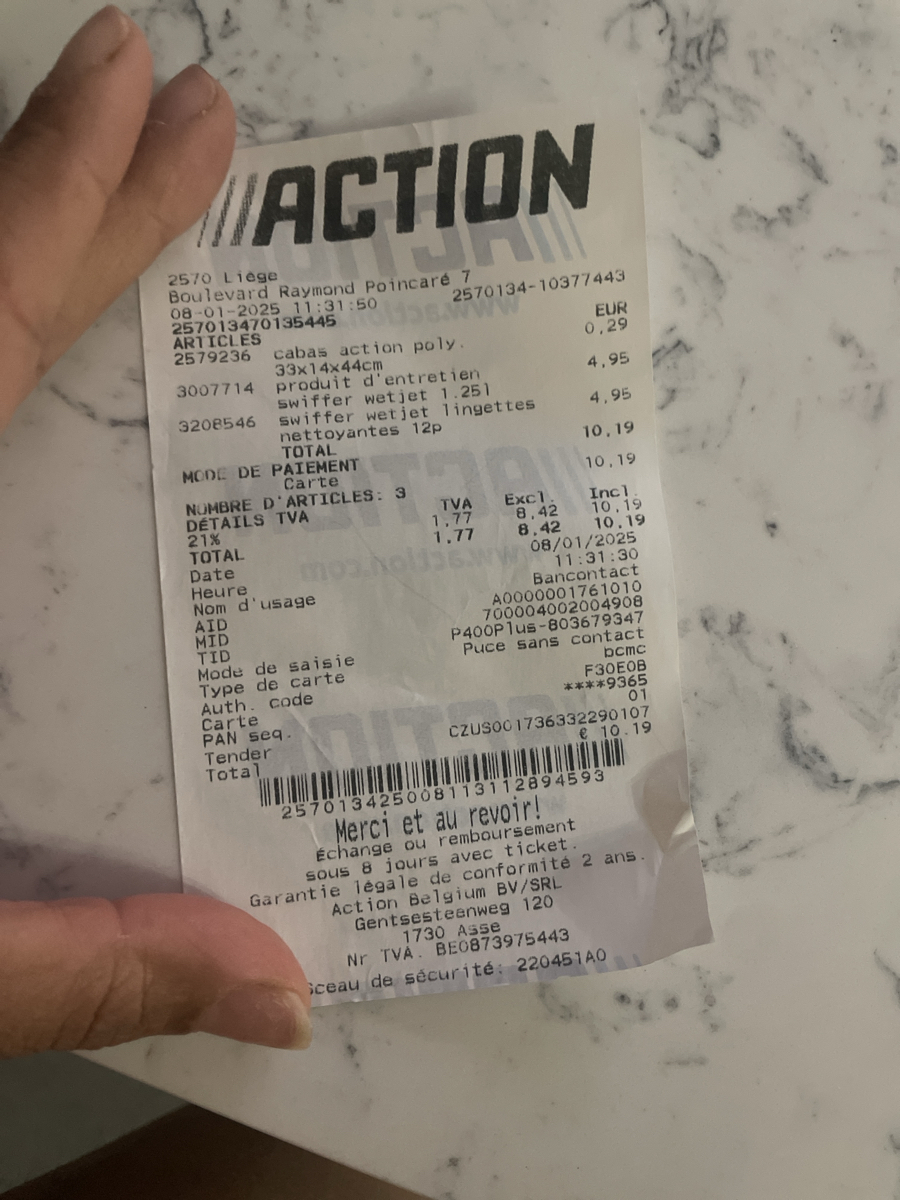 ///ACTION
2570 Liège
Boulevard Raymond Poincaré 7
08-01-2025 11:31:50 2570134-10377443
257013470135445
ARTICLES EUR
2579236 cabas action poly. 0,29
33x14x44cm
3007714 produit d'entretien 4,95
swiffer wetjet 1.25l
3208546 swiffer wetjet lingettes 4,95
nettoyantes 12p
TOTAL 10,19
MODE DE PAIEMENT
Carte 10,19
NOMBRE D'ARTICLES: 3
DÉTAILS TVA TVA Excl. Incl.
21% 1,77 8,42 10,19
TOTAL 1,77 8,42 10,19
Date 08/01/2025
Heure 11:31:30
Nom d'usage Bancontact
AID A0000001761010
MID 700004002004908
TID P400Plus-803679347
Mode de saisie Puce sans contact
Type de carte bcmc
Auth. code F30E0B
Carte ****9365
PAN seq. 01
Tender CZUS001736332290107
Total € 10.19
2570134250081131128​94593
Merci et au revoir!
Échange ou remboursement
sous 8 jours avec ticket.
Garantie légale de conformité 2 ans.
Action Belgium BV/SRL
Gentsesteenweg 120
1730 Asse
Nr TVA. BE0873975443
Sceau de sécurité: 220451A0